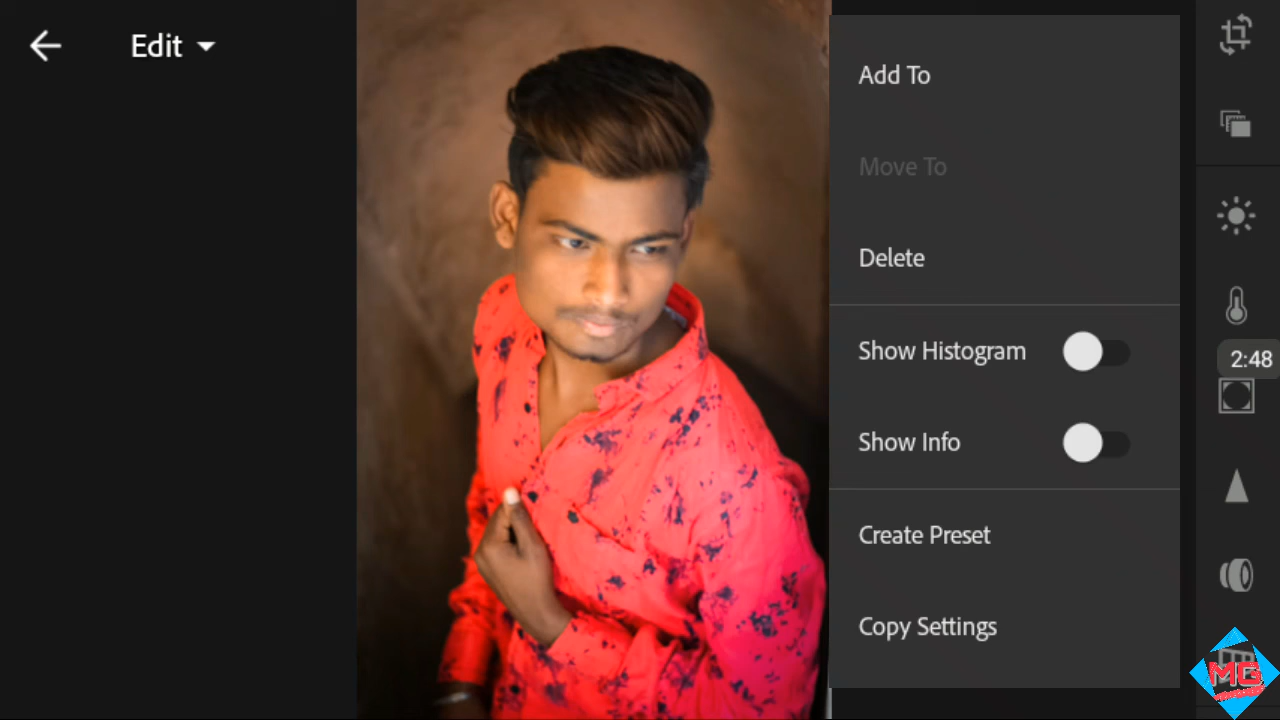 Edit
Add To
Move To
Delete
Show Histogram
Show Info
Create Preset
Copy Settings
2:48
MG